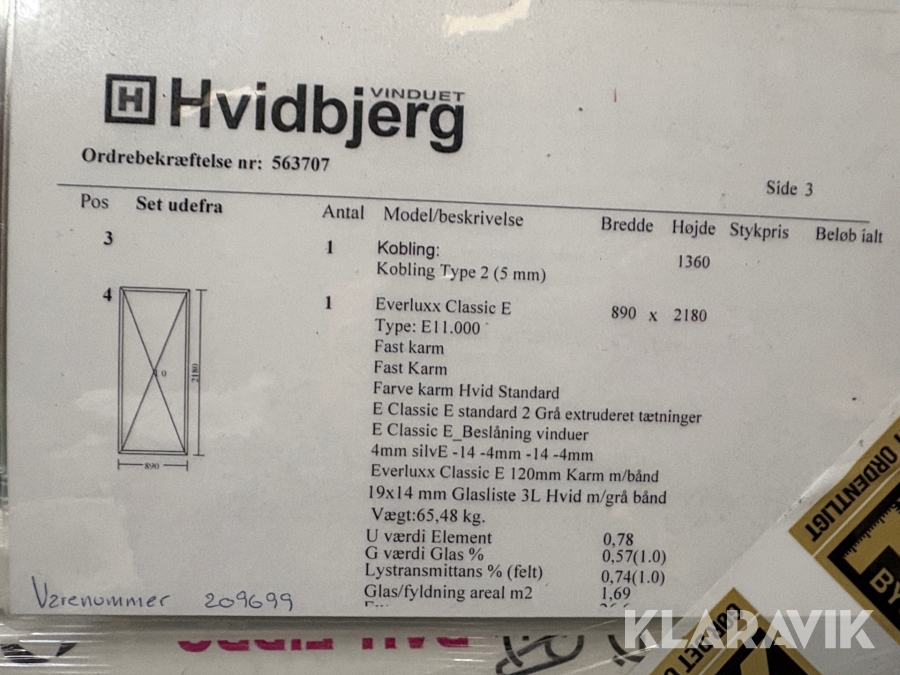 H Hvidbjerg
VINDUET
Ordrebekræftelse nr: 563707
Side 3
Pos Set udefra Antal Model/beskrivelse Bredde Højde Stykpris Beløb ialt
3 1 Kobling: 1360
Kobling Type 2 (5 mm)
4 1 Everluxx Classic E 890 x 2180
Type: E11.000
Fast karm
Fast Karm
Farve karm Hvid Standard
E Classic E standard 2 Grå extruderet tætninger
E Classic E_Beslåning vinduer
4mm silvE -14 -4mm -14 -4mm
Everluxx Classic E 120mm Karm m/bånd
19x14 mm Glasliste 3L Hvid m/grå bånd
Vægt:65,48 kg.
U værdi Element 0,78
G værdi Glas % 0,57(1.0)
Lystransmittans % (felt) 0,74(1.0)
Glas/fyldning areal m2 1,69
0
2180
890
Varenummer 209699
ORDENTLIGT
BY
KLARAVIK